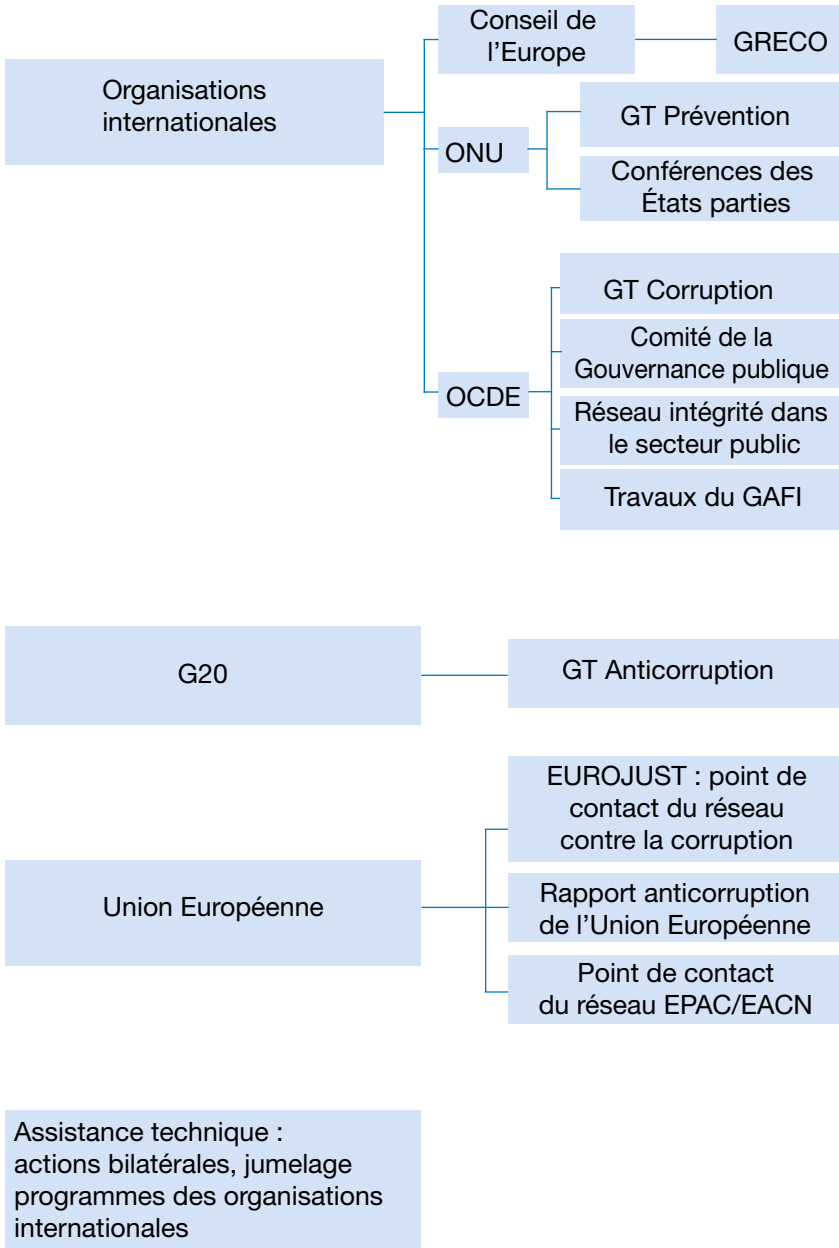 Organisations
internationales
Conseil de
l’Europe
GRECO
ONU
GT Prévention
Conférences des
États parties
OCDE
GT Corruption
Comité de la
Gouvernance publique
Réseau intégrité dans
le secteur public
Travaux du GAFI
G20
GT Anticorruption
Union Européenne
EUROJUST : point de
contact du réseau
contre la corruption
Rapport anticorruption
de l’Union Européenne
Point de contact
du réseau EPAC/EACN
Assistance technique :
actions bilatérales, jumelage
programmes des organisations
internationales